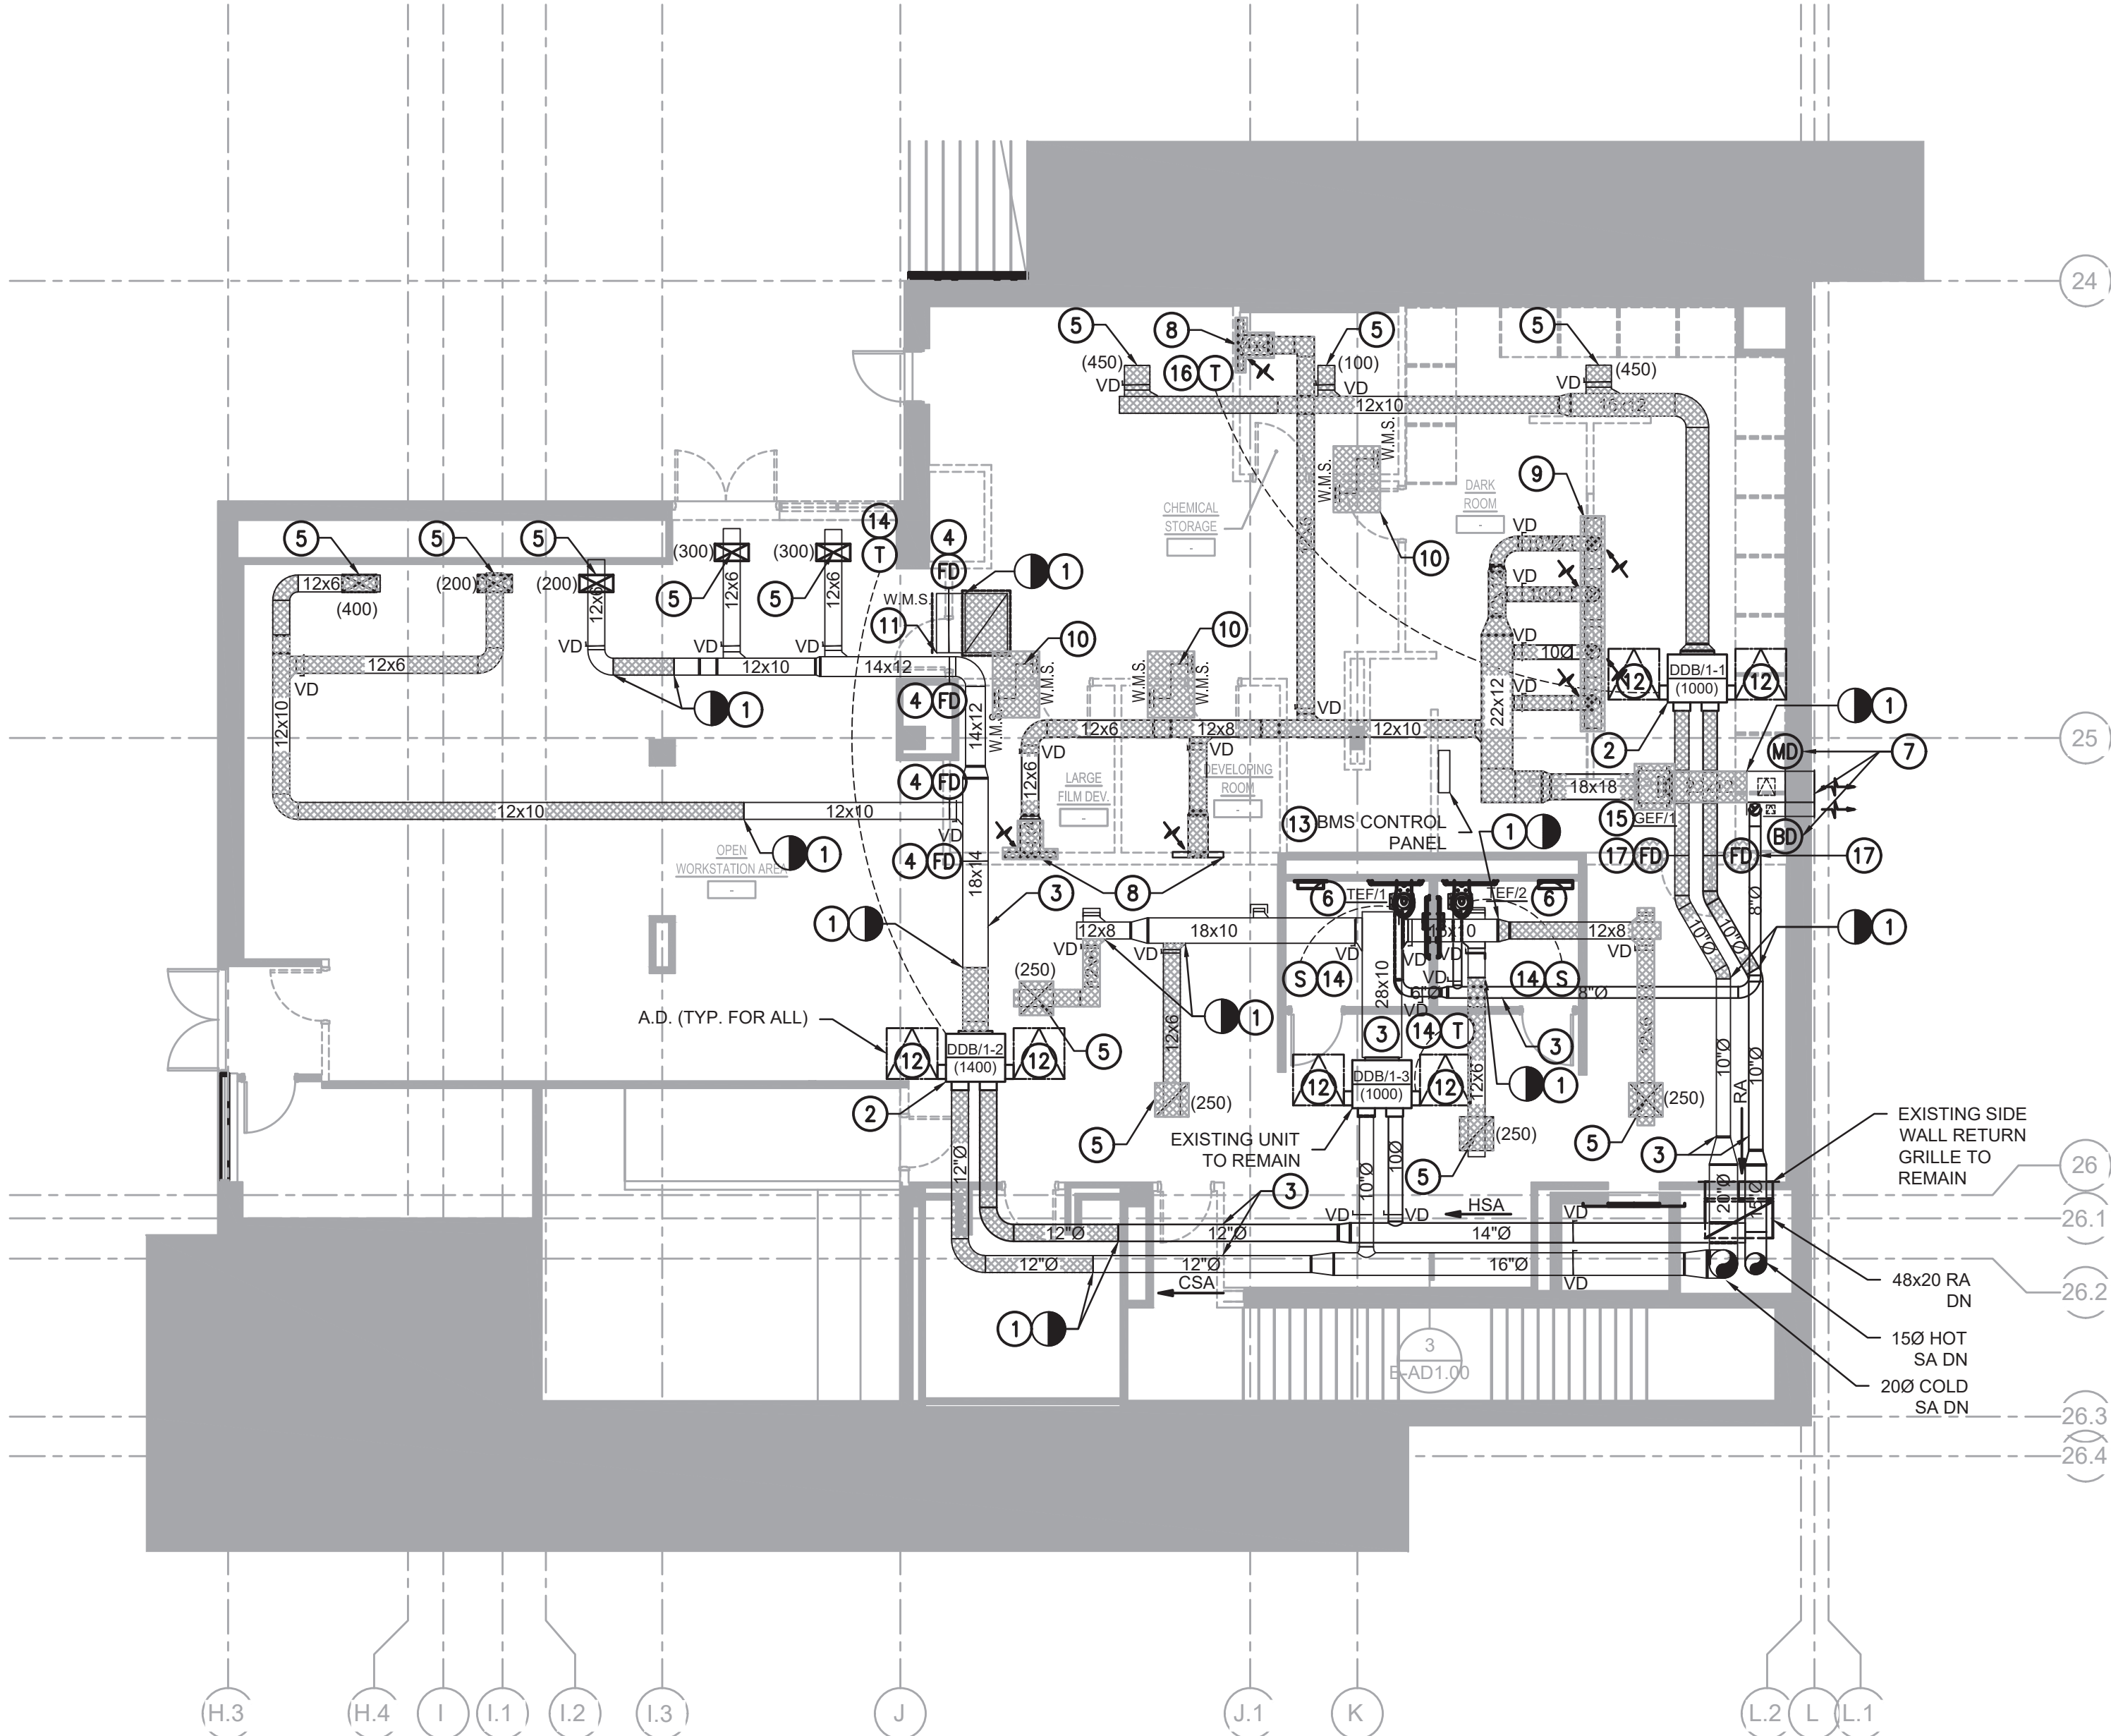 24
5
8
5
5
(450)
16 T
(100)
(450)
VD
VD
VD
12x10
W.M.S.
W.M.S.
9
DARK
ROOM
-
CHEMICAL
STORAGE
-
10
14
T
4
FD
1
5
5
5
(300)
(300)
12x6
(200)
(200)
(400)
12x6
12x6
12x6
5
5
W.M.S.
11
10
10
VD
VD
VD
VD
VD
VD
10Ø
VD
12
DDB/1-1
(1000)
12
12x6
VD
12x10
14x12
4 FD
W.M.S.
W.M.S.
W.M.S.
14x12
W.M.S.
VD
22x12
1
1
12x10
12x6
12x8
12x10
2
25
VD
VD
MD
7
LARGE
FILM DEV.
-
DEVELOPING
ROOM
-
12x6
4 FD
18x18
12x10
12x10
15
GEF/1
BD
VD
13
BMS CONTROL
PANEL
1
OPEN
WORKSTATION AREA
-
1
4 FD
17 FD
FD
17
18x14
3
8
6
TEF/1
TEF/2
6
8"Ø
1
12x8
18x10
12x8
1
VD
VD
VD
VD
VD
VD
10"Ø
10"Ø
(250)
S 14
28x10
14 S
6"Ø
8"Ø
1
A.D. (TYP. FOR ALL)
12x6
3
14 T
3
12
DDB/1-2
(1400)
12
5
12
DDB/1-3
(1000)
12
12x6
1
10"Ø
10"Ø
RA
2
(250)
(250)
(250)
5
EXISTING UNIT
TO REMAIN
5
5
3
EXISTING SIDE
WALL RETURN
GRILLE TO
REMAIN
26
12"Ø
10"Ø
10Ø
3
VD
VD
HSA
VD
20"Ø
26.1
12"Ø
12"Ø
14"Ø
12"Ø
12"Ø
16"Ø
CSA
VD
48x20 RA
DN
26.2
1
15Ø HOT
SA DN
3
E-AD1.00
20Ø COLD
SA DN
26.3
26.4
H.3
H.4
I
I.1
I.2
I.3
J
J.1
K
L.2
L
L.1